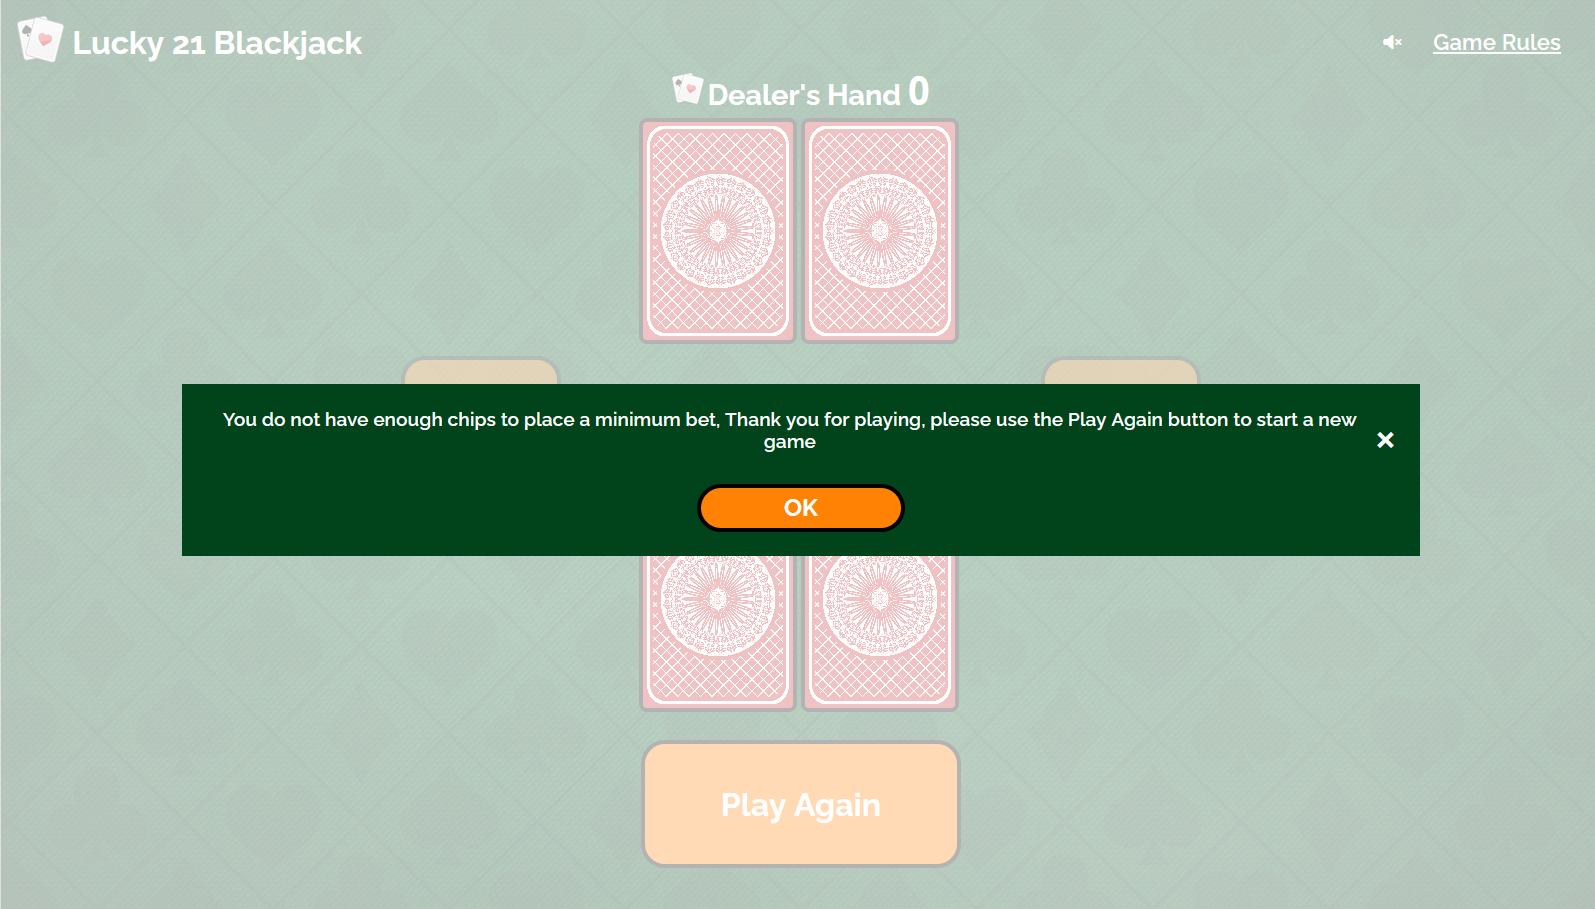 Lucky 21 Blackjack
Game Rules
Dealer's Hand 0
You do not have enough chips to place a minimum bet, Thank you for playing, please use the Play Again button to start a new
game
OK
Play Again